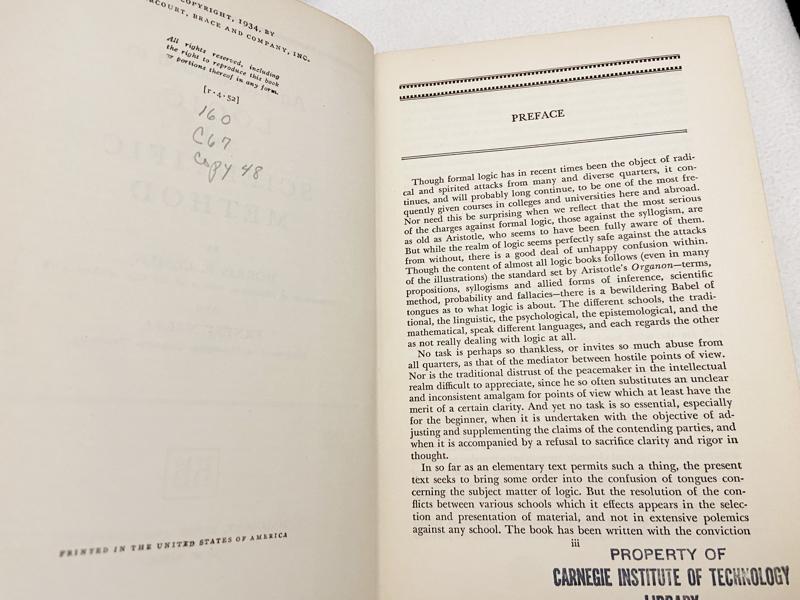 COPYRIGHT, 1934, BY
HARCOURT, BRACE AND COMPANY, INC.
All rights reserved, including
the right to reproduce this book
or portions thereof in any form.
[r·4·52]
160
C67
Copy 48
PRINTED IN THE UNITED STATES OF AMERICA
PREFACE
Though formal logic has in recent times been the object of radi-
cal and spirited attacks from many and diverse quarters, it con-
tinues, and will probably long continue, to be one of the most fre-
quently given courses in colleges and universities here and abroad.
Nor need this be surprising when we reflect that the most serious
of the charges against formal logic, those against the syllogism, are
as old as Aristotle, who seems to have been fully aware of them.
But while the realm of logic seems perfectly safe against the attacks
from without, there is a good deal of unhappy confusion within.
Though the content of almost all logic books follows (even in many
of the illustrations) the standard set by Aristotle's Organon—terms,
propositions, syllogisms and allied forms of inference, scientific
method, probability and fallacies—there is a bewildering Babel of
tongues as to what logic is about. The different schools, the tradi-
tional, the linguistic, the psychological, the epistemological, and the
mathematical, speak different languages, and each regards the other
as not really dealing with logic at all.
No task is perhaps so thankless, or invites so much abuse from
all quarters, as that of the mediator between hostile points of view.
Nor is the traditional distrust of the peacemaker in the intellectual
realm difficult to appreciate, since he so often substitutes an unclear
and inconsistent amalgam for points of view which at least have the
merit of a certain clarity. And yet no task is so essential, especially
for the beginner, when it is undertaken with the objective of ad-
justing and supplementing the claims of the contending parties, and
when it is accompanied by a refusal to sacrifice clarity and rigor in
thought.
In so far as an elementary text permits such a thing, the present
text seeks to bring some order into the confusion of tongues con-
cerning the subject matter of logic. But the resolution of the con-
flicts between various schools which it effects appears in the selec-
tion and presentation of material, and not in extensive polemics
against any school. The book has been written with the conviction
iii
PROPERTY OF
CARNEGIE INSTITUTE OF TECHNOLOGY
LIBRARY